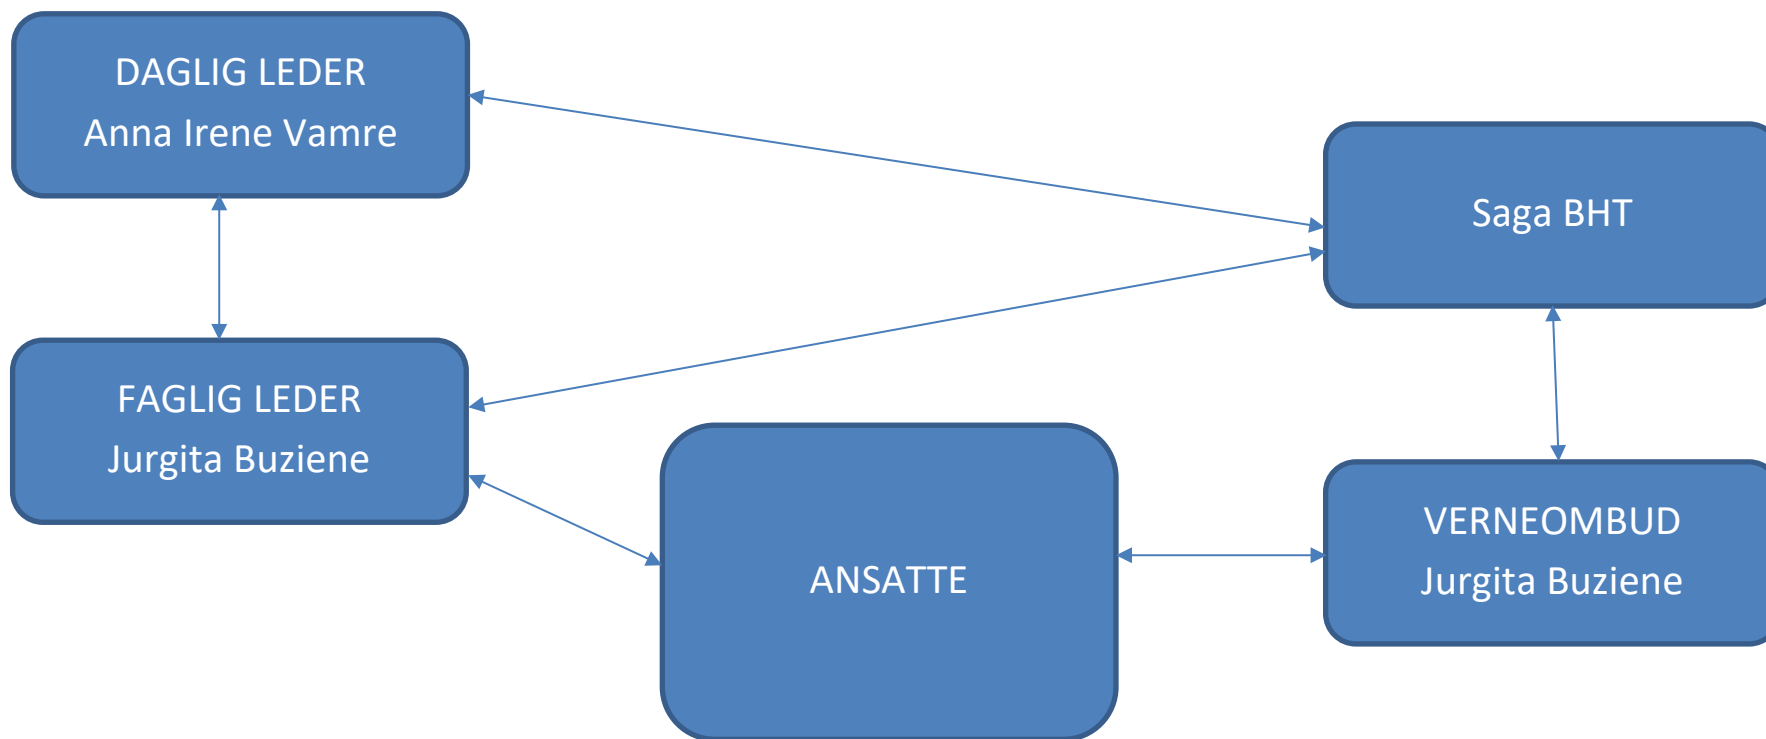 DAGLIG LEDER
Anna Irene Vamre
Saga BHT
FAGLIG LEDER
Jurgita Buziene
ANSATTE
VERNEOMBUD
Jurgita Buziene